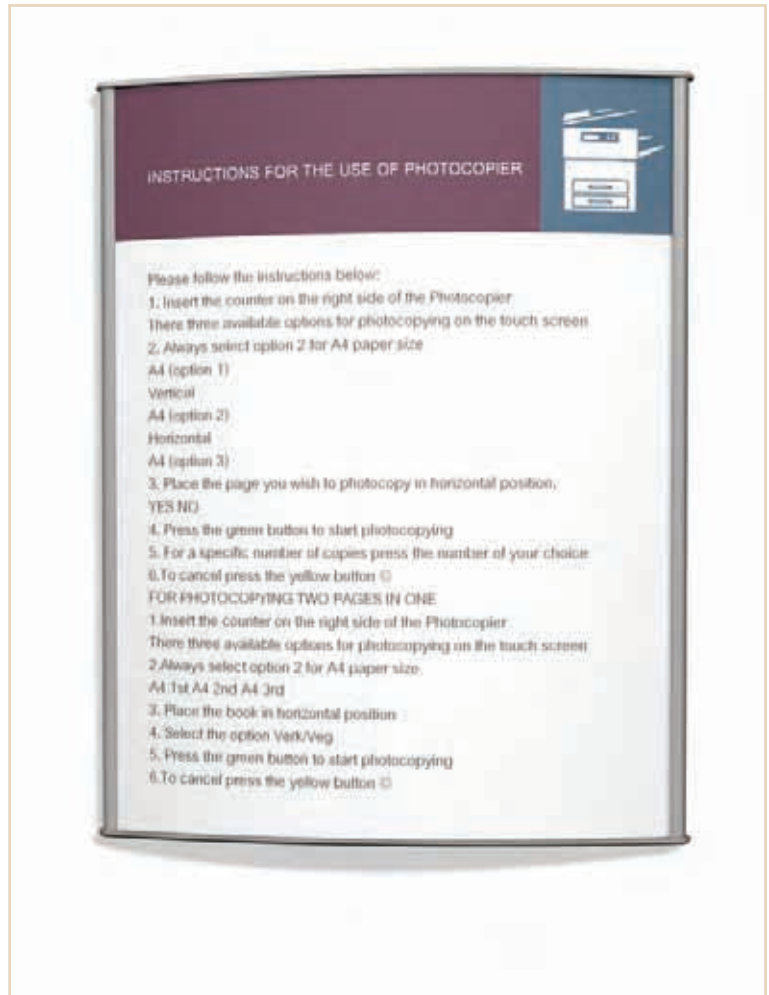 INSTRUCTIONS FOR THE USE OF PHOTOCOPIER
Please follow the instructions below:
1. Insert the counter on the right side of the Photocopier
There three available options for photocopying on the touch screen
2. Always select option 2 for A4 paper size
A4 (option 1)
Vertical
A4 (option 2)
Horizontal
A4 (option 3)
3. Place the page you wish to photocopy in horizontal position.
YES NO
4. Press the green button to start photocopying
5. For a specific number of copies press the number of your choice
6.To cancel press the yellow button ©
FOR PHOTOCOPYING TWO PAGES IN ONE
1.Insert the counter on the right side of the Photocopier
There three available options for photocopying on the touch screen
2.Always select option 2 for A4 paper size
A4 1st A4 2nd A4 3rd
3. Place the book in horizontal position
4. Select the option Verk/Veg
5. Press the green button to start photocopying
6.To cancel press the yellow button ©